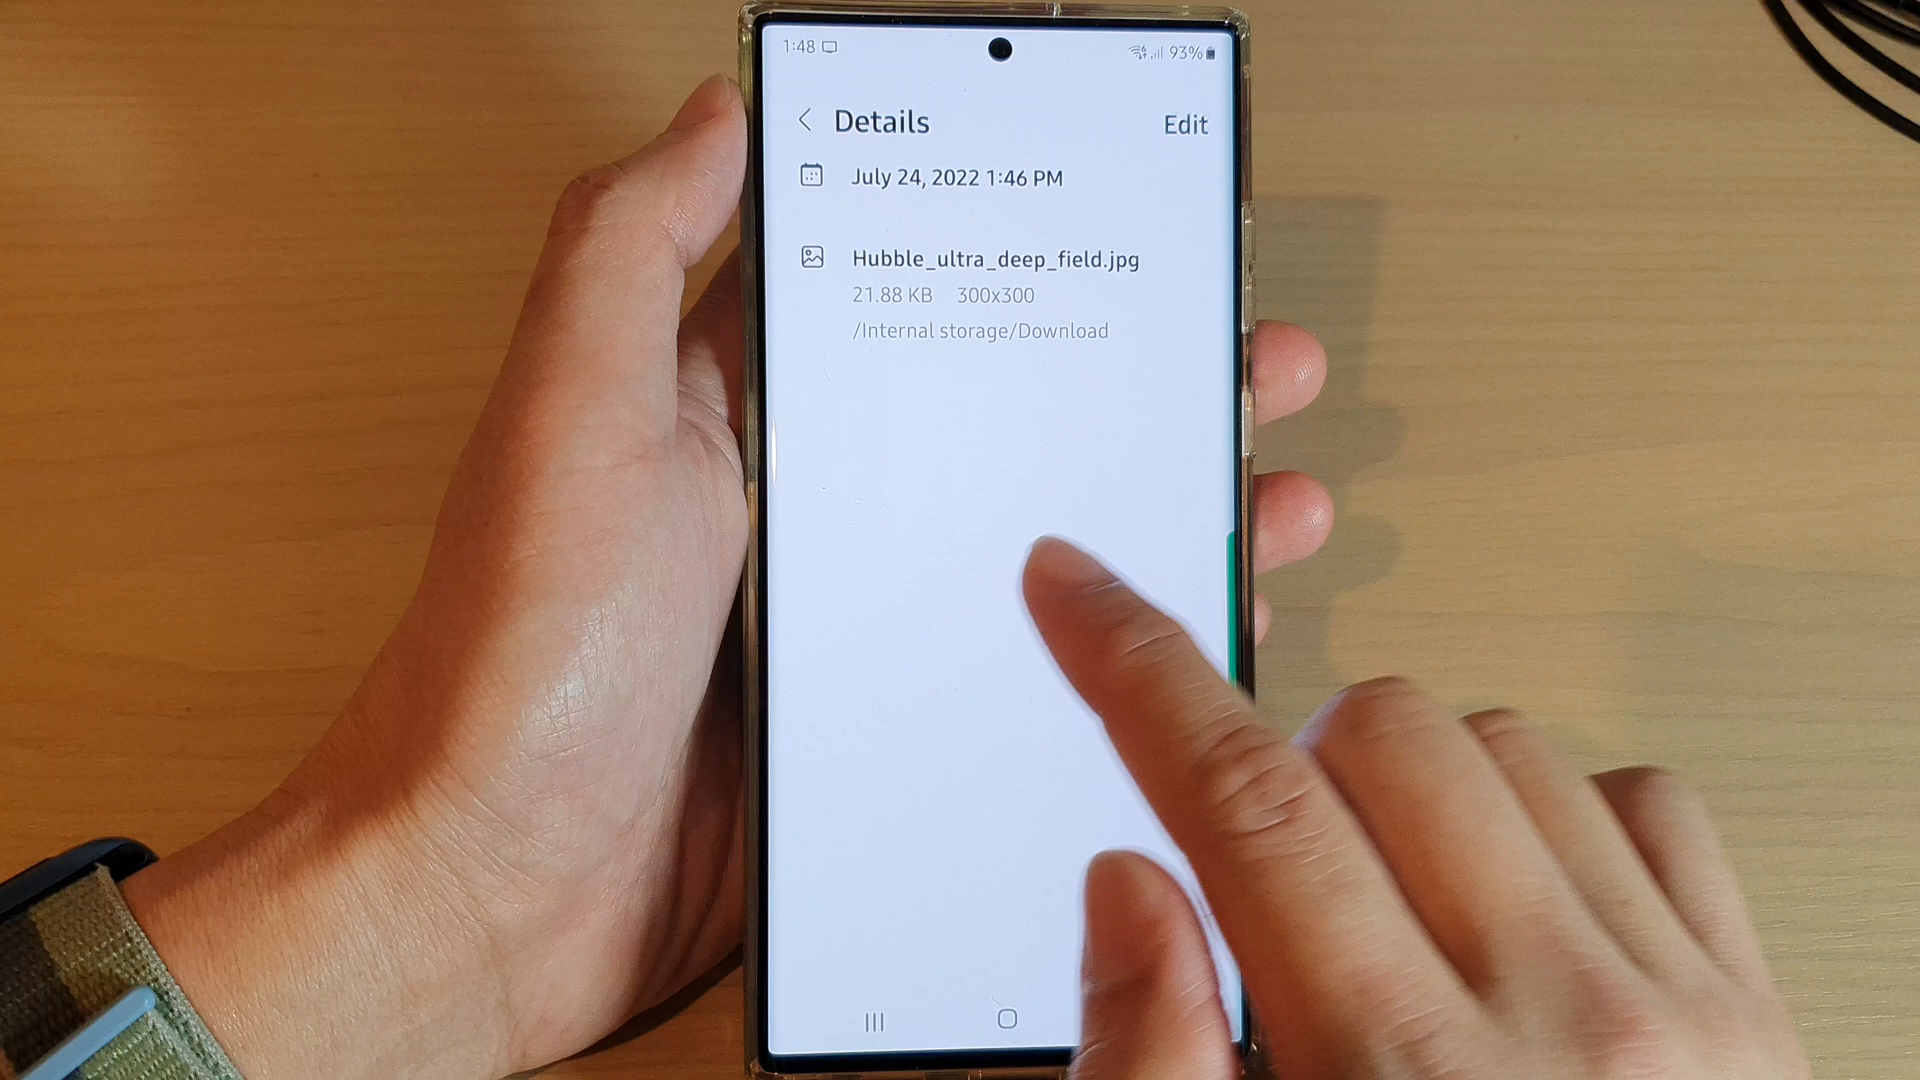 1:48 93%
Details Edit
July 24, 2022 1:46 PM
Hubble_ultra_deep_field.jpg
21.88 KB 300x300
/Internal storage/Download